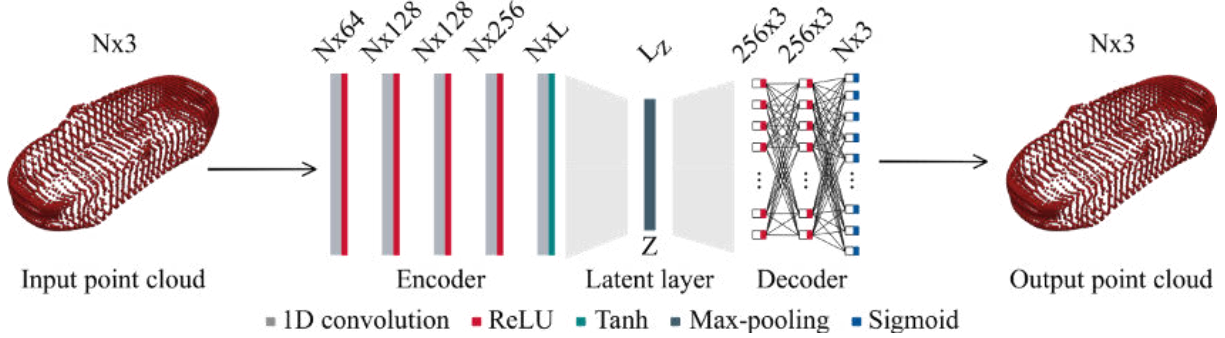 Nx3
Nx64
Nx128
Nx128
Nx256
NxL
Lz
256x3
256x3
Nx3
Nx3
Z
Input point cloud
Encoder
Latent layer
Decoder
Output point cloud
1D convolution
ReLU
Tanh
Max-pooling
Sigmoid